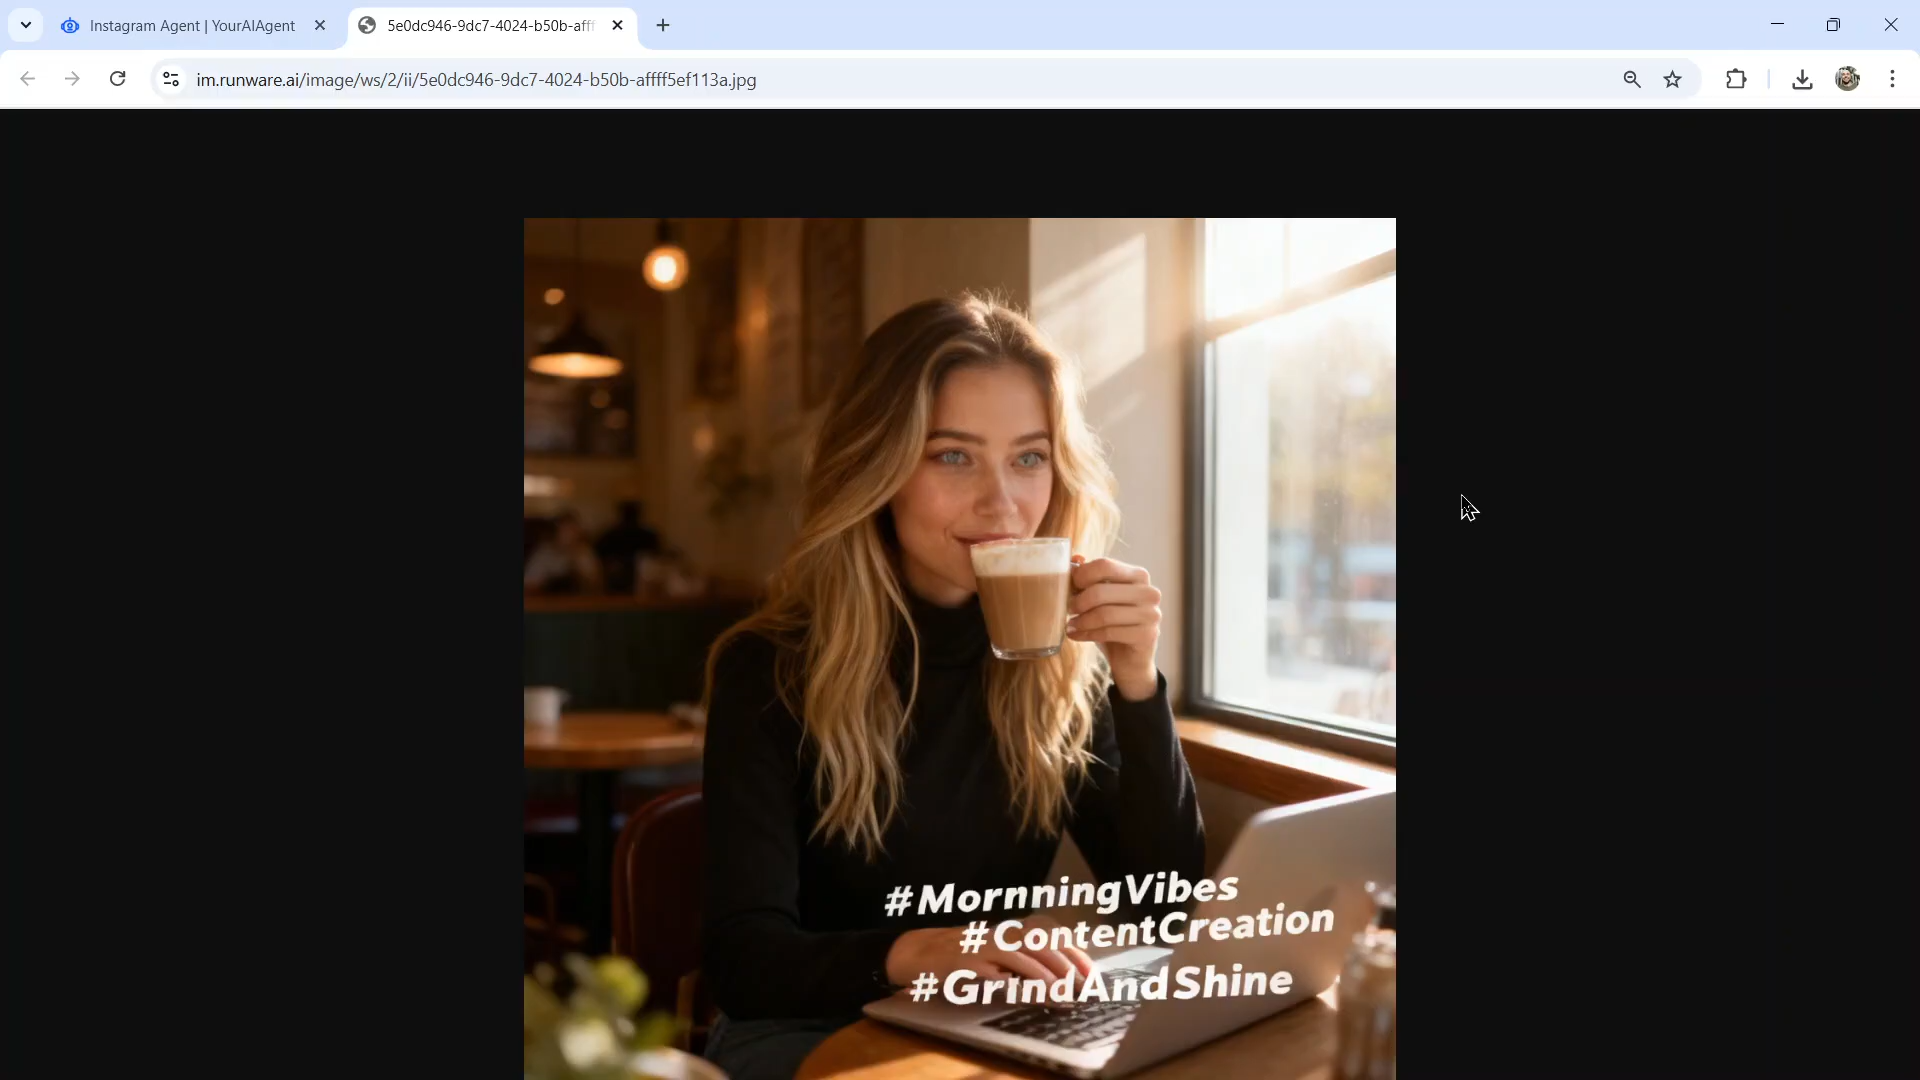 Instagram Agent | YourAIAgent
5e0dc946-9dc7-4024-b50b-afff
im.runware.ai/image/ws/2/ii/5e0dc946-9dc7-4024-b50b-affff5ef113a.jpg
#MornningVibes
#ContentCreation
#GrindAndShine